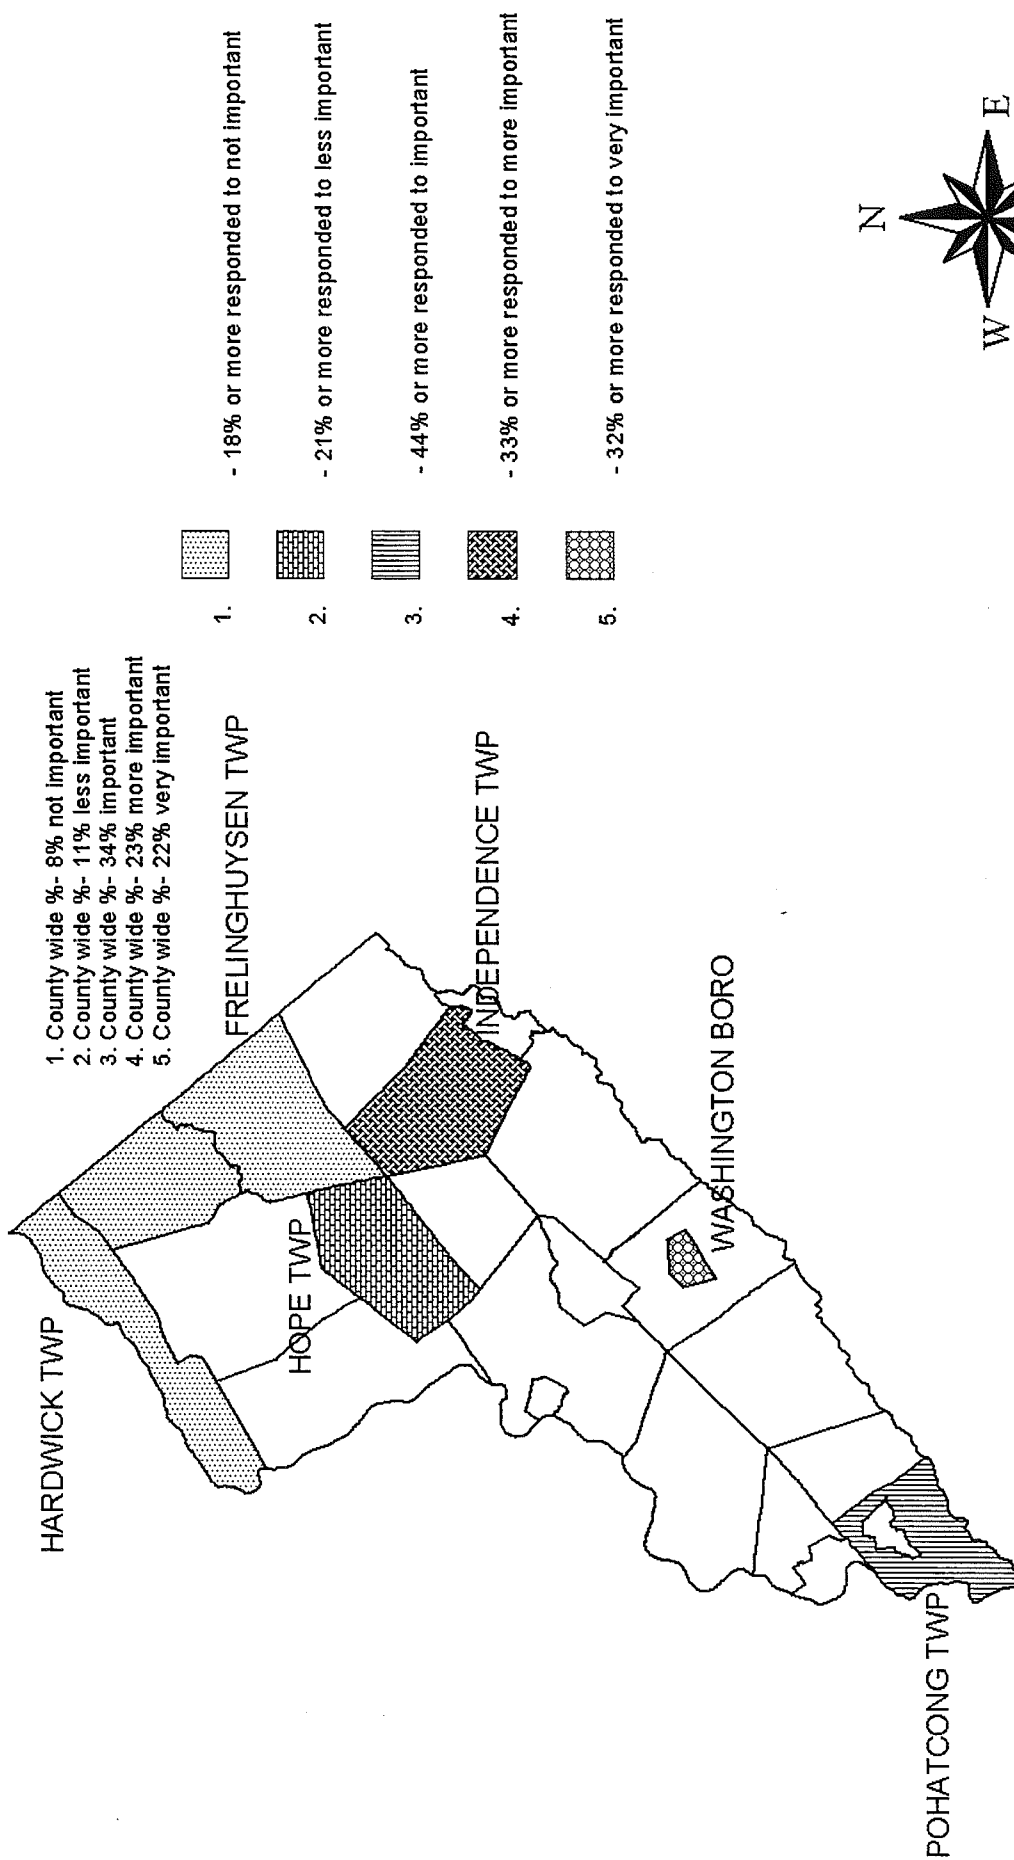 1. County wide %- 8% not important
2. County wide %- 11% less important
3. County wide %- 34% important
4. County wide %- 23% more important
5. County wide %- 22% very important
HARDWICK TWP
FRELINGHUYSEN TWP
HOPE TWP
INDEPENDENCE TWP
WASHINGTON BORO
POHATCONG TWP
1. - 18% or more responded to not important
2. - 21% or more responded to less important
3. - 44% or more responded to important
4. - 33% or more responded to more important
5. - 32% or more responded to very important
N
W E